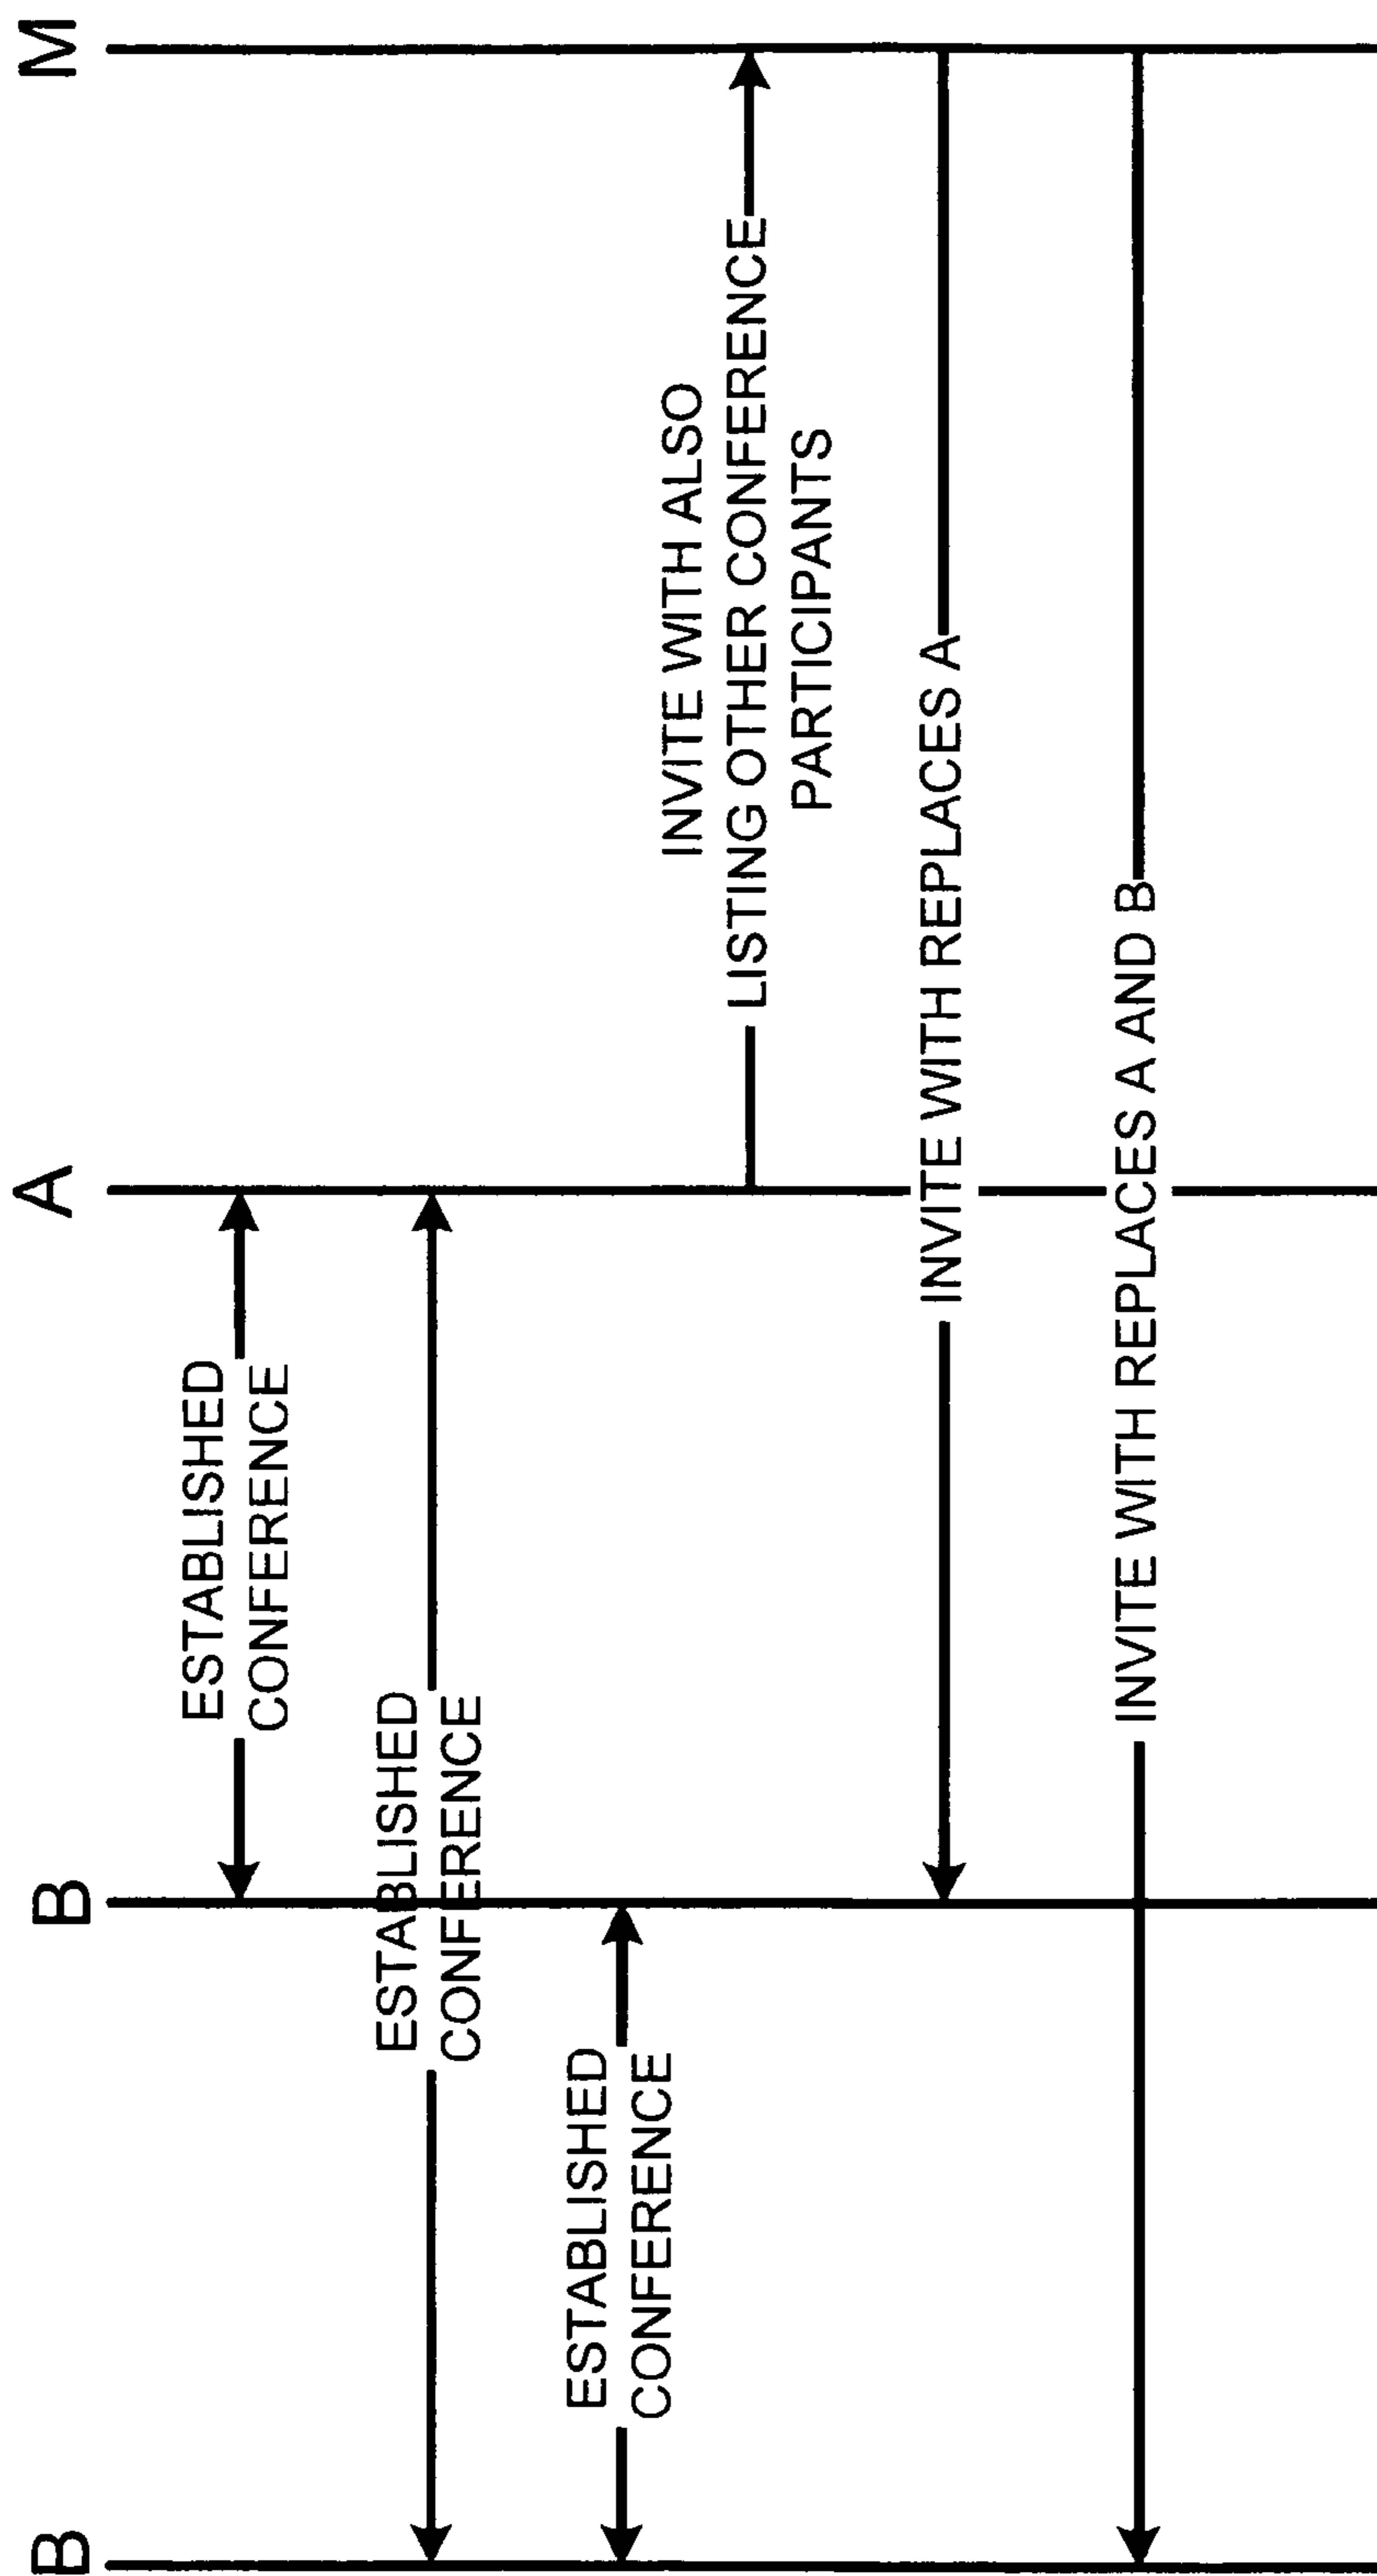 B
B
A
M
ESTABLISHED
CONFERENCE
ESTABLISHED
CONFERENCE
ESTABLISHED
CONFERENCE
INVITE WITH ALSO
LISTING OTHER CONFERENCE
PARTICIPANTS
INVITE WITH REPLACES A
INVITE WITH REPLACES A AND B